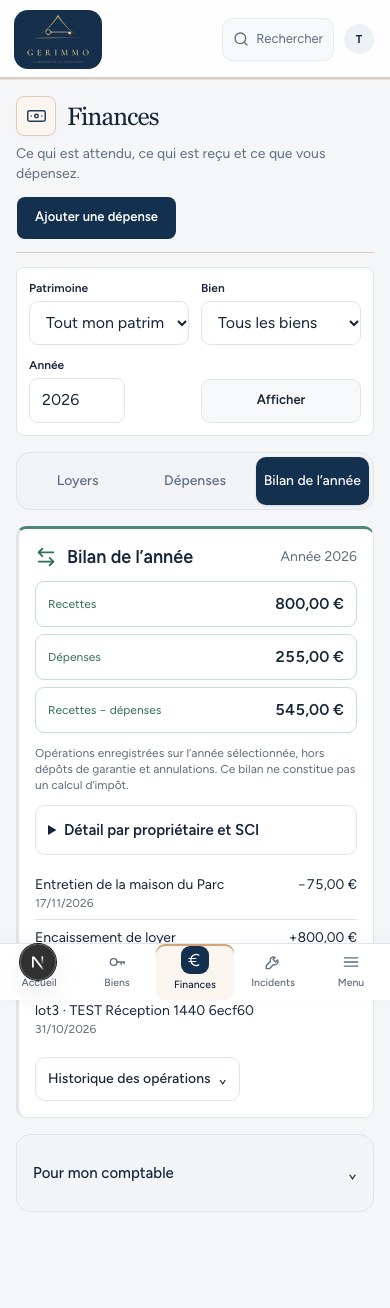 GERIMMO
Rechercher
T
Finances
Ce qui est attendu, ce qui est reçu et ce que vous
dépensez.
Ajouter une dépense
Patrimoine
Bien
Tout mon patrim
Tous les biens
Année
2026
Afficher
Loyers
Dépenses
Bilan de l’année
Bilan de l’année
Année 2026
Recettes
800,00 €
Dépenses
255,00 €
Recettes − dépenses
545,00 €
Opérations enregistrées sur l’année sélectionnée, hors
dépôts de garantie et annulations. Ce bilan ne constitue pas
un calcul d’impôt.
Détail par propriétaire et SCI
Entretien de la maison du Parc
−75,00 €
17/11/2026
Encaissement de loyer
+800,00 €
N
Accueil
Biens
€
Finances
Incidents
Menu
lot3 · TEST Réception 1440 6ecf60
31/10/2026
Historique des opérations
Pour mon comptable